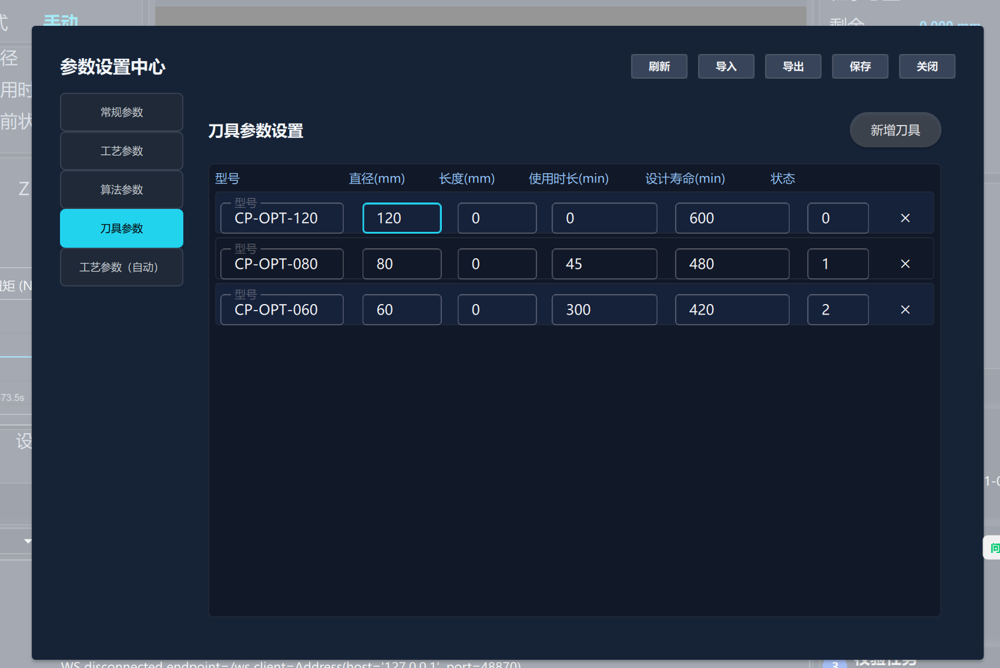 手动
剩余
0.000 mm
径
用时
前状
Z
矩 (N
-73.5s
设
参数设置中心
刷新
导入
导出
保存
关闭
常规参数
工艺参数
算法参数
刀具参数
工艺参数（自动）
刀具参数设置
新增刀具
型号 直径(mm) 长度(mm) 使用时长(min) 设计寿命(min) 状态
型号
CP-OPT-120 120 0 0 600 0 ×
型号
CP-OPT-080 80 0 45 480 1 ×
型号
CP-OPT-060 60 0 300 420 2 ×
1-0
问
WS disconnected endpoint=/ws client=Address(host='127.0.0.1', port=48870)
3
校验任务